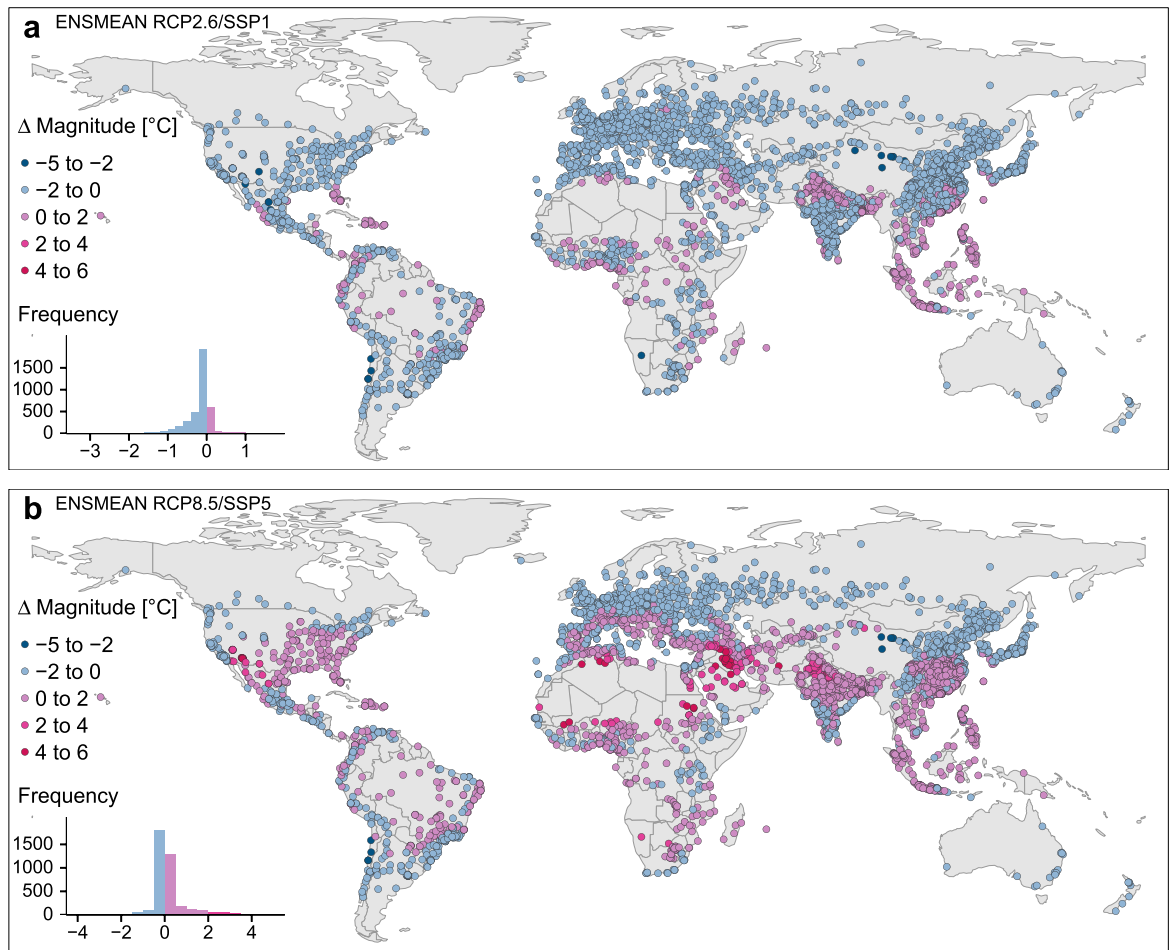 a ENSMEAN RCP2.6/SSP1
Δ Magnitude [°C]
−5 to −2
−2 to 0
0 to 2
2 to 4
4 to 6
Frequency
1500
1000
500
0
−3 −2 −1 0 1
b ENSMEAN RCP8.5/SSP5
Δ Magnitude [°C]
−5 to −2
−2 to 0
0 to 2
2 to 4
4 to 6
Frequency
1500
1000
500
0
−4 −2 0 2 4